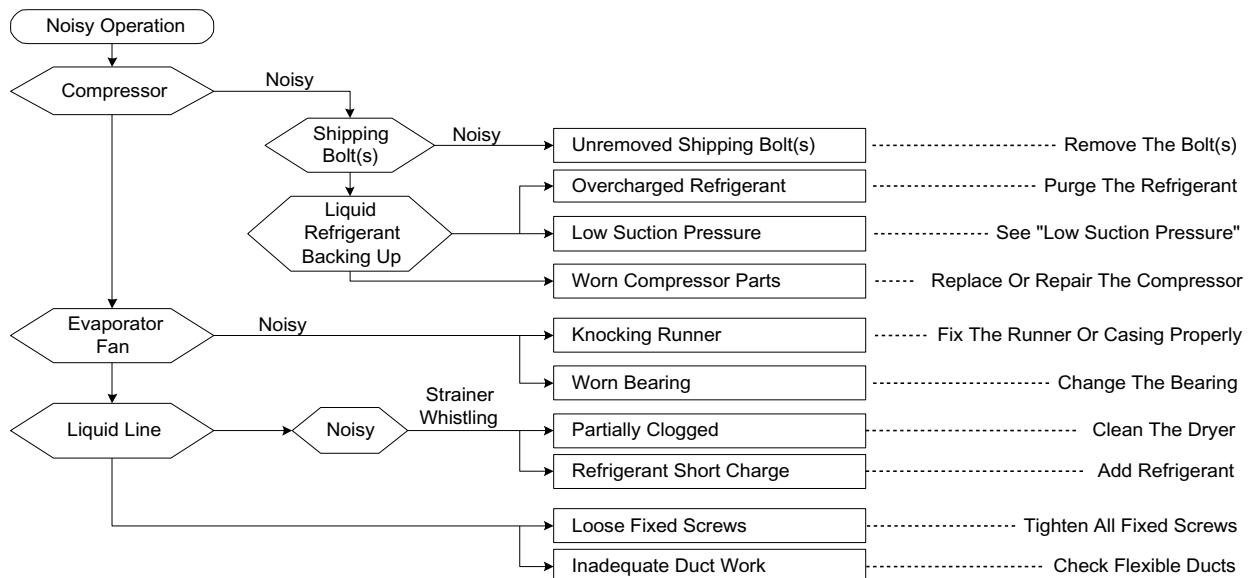 Noisy Operation
Compressor
Noisy
Shipping
Bolt(s)
Noisy
Unremoved Shipping Bolt(s)
Remove The Bolt(s)
Overcharged Refrigerant
Purge The Refrigerant
Liquid
Refrigerant
Backing Up
Low Suction Pressure
See "Low Suction Pressure"
Worn Compressor Parts
Replace Or Repair The Compressor
Evaporator
Fan
Noisy
Knocking Runner
Fix The Runner Or Casing Properly
Worn Bearing
Change The Bearing
Liquid Line
Noisy
Strainer
Whistling
Partially Clogged
Clean The Dryer
Refrigerant Short Charge
Add Refrigerant
Loose Fixed Screws
Tighten All Fixed Screws
Inadequate Duct Work
Check Flexible Ducts